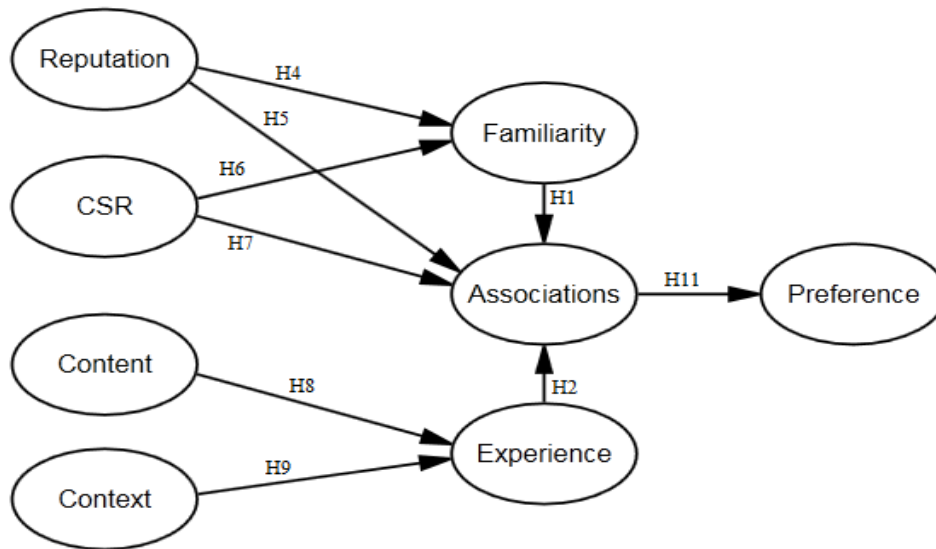 Reputation
H4
H5
Familiarity
H6
CSR
H1
H7
Associations
H11
Preference
Content
H8
H2
Experience
H9
Context